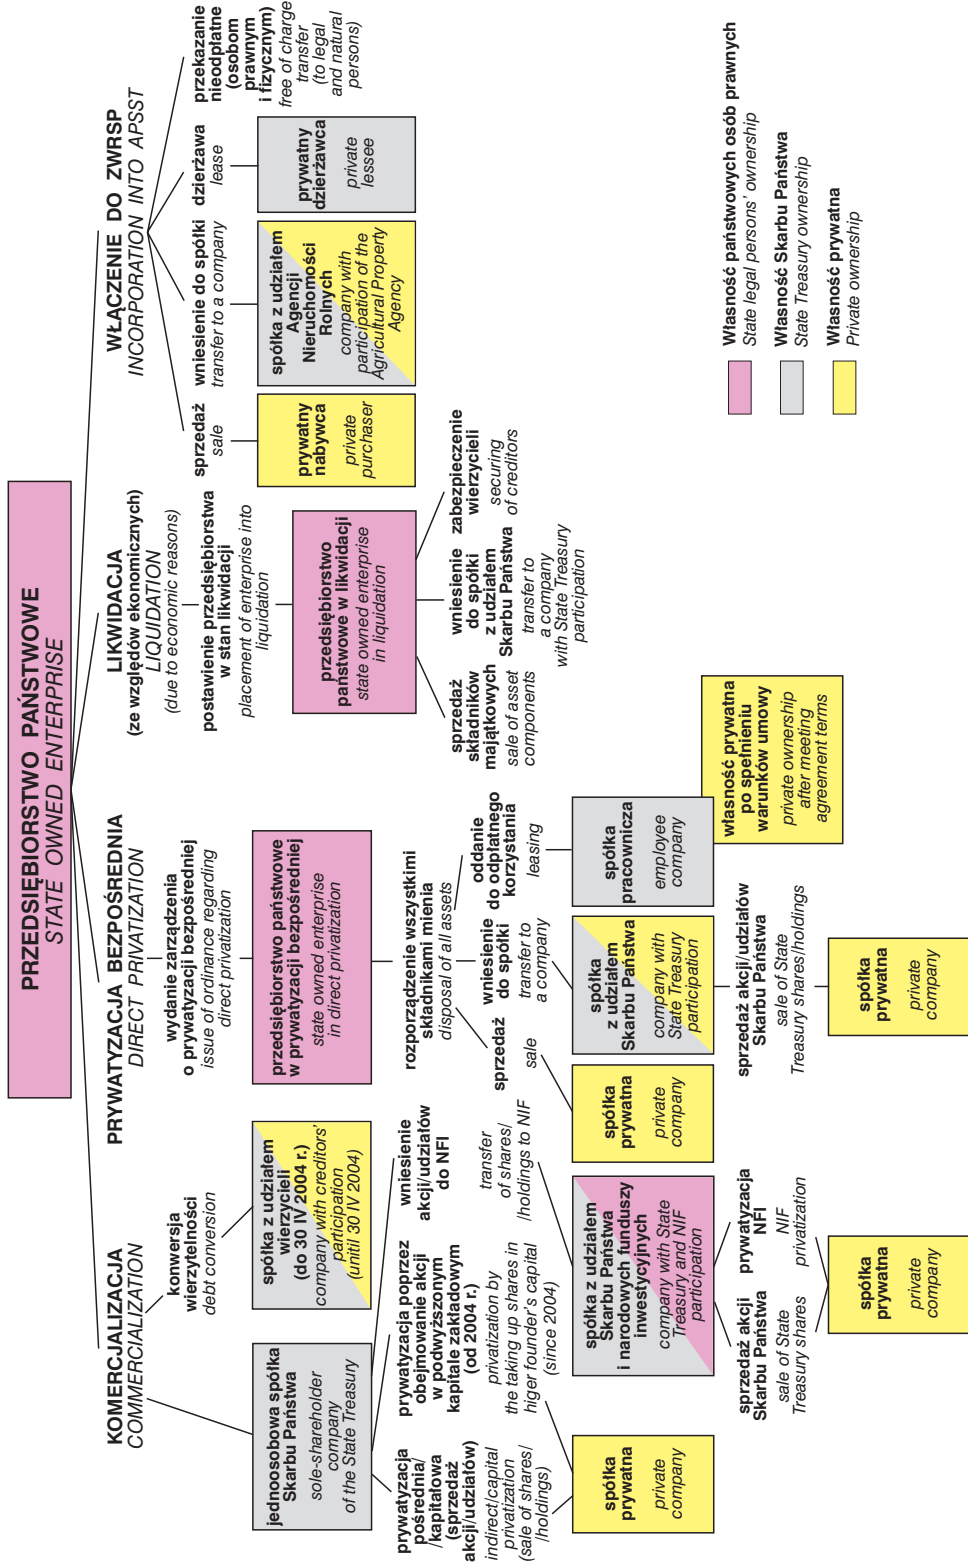 PRZEDSIĘBIORSTWO PAŃSTWOWE
STATE OWNED ENTERPRISE
KOMERCJALIZACJA
COMMERCIALIZATION
konwersja
wierzytelności
debt conversion
jednoosobowa spółka
Skarbu Państwa
sole-shareholder
company
of the State Treasury
spółka z udziałem
wierzycieli
(do 30 IV 2004 r.)
company with creditors'
participation
(unitil 30 IV 2004)
prywatyzacja
pośrednia/
/kapitałowa
(sprzedaż
akcji/udziałów)
indirect/capital
privatization
(sale of shares/
/holdings)
prywatyzacja poprzez
obejmowanie akcji
w podwyższonym
kapitale zakładowym
(od 2004 r.)
privatization by
the taking up shares in
higer founder's capital
(since 2004)
wniesienie
akcji/udziałów
do NFI
transfer
of shares/
/holdings to NIF
spółka
prywatna
private
company
spółka z udziałem
Skarbu Państwa
i narodowych funduszy
inwestycyjnych
company with State
Treasury and NIF
participation
sprzedaż akcji
Skarbu Państwa
sale of State
Treasury shares
prywatyzacja
NFI
NIF
privatization
spółka
prywatna
private
company
PRYWATYZACJA BEZPOŚREDNIA
DIRECT PRIVATIZATION
wydanie zarządzenia
o prywatyzacji bezpośredniej
issue of ordinance regarding
direct privatization
przedsiębiorstwo państwowe
w prywatyzacji bezpośredniej
state owned enterprise
in direct privatization
rozporządzenie wszystkimi
składnikami mienia
disposal of all assets
sprzedaż
sale
wniesienie
do spółki
transfer to
a company
oddanie
do odpłatnego
korzystania
leasing
spółka
prywatna
private
company
spółka
z udziałem
Skarbu Państwa
company with
State Treasury
participation
spółka
pracownicza
employee
company
własność prywatna
po spełnieniu
warunków umowy
private ownership
after meeting
agreement terms
sprzedaż akcji/udziałów
Skarbu Państwa
sale of State
Treasury shares/holdings
spółka
prywatna
private
company
LIKWIDACJA
(ze względów ekonomicznych)
LIQUIDATION
(due to economic reasons)
postawienie przedsiębiorstwa
w stan likwidacji
placement of enterprise into
liquidation
przedsiębiorstwo
państwowe w likwidacji
state owned enterprise
in liquidation
sprzedaż
składników
majątkowych
sale of asset
components
wniesienie
do spółki
z udziałem
Skarbu Państwa
transfer to
a company
with State Treasury
participation
zabezpieczenie
wierzycieli
securing
of creditors
WŁĄCZENIE DO ZWRSP
INCORPORATION INTO APSST
sprzedaż
sale
wniesienie do spółki
transfer to a company
dzierżawa
lease
przekazanie
nieodpłatne
(osobom
prawnym
i fizycznym)
free of charge
transfer
(to legal
and natural
persons)
prywatny
nabywca
private
purchaser
spółka z udziałem
Agencji
Nieruchomości
Rolnych
company with
participation of the
Agricultural Property
Agency
prywatny
dzierżawca
private
lessee
Własność państwowych osób prawnych
State legal persons' ownership
Własność Skarbu Państwa
State Treasury ownership
Własność prywatna
Private ownership